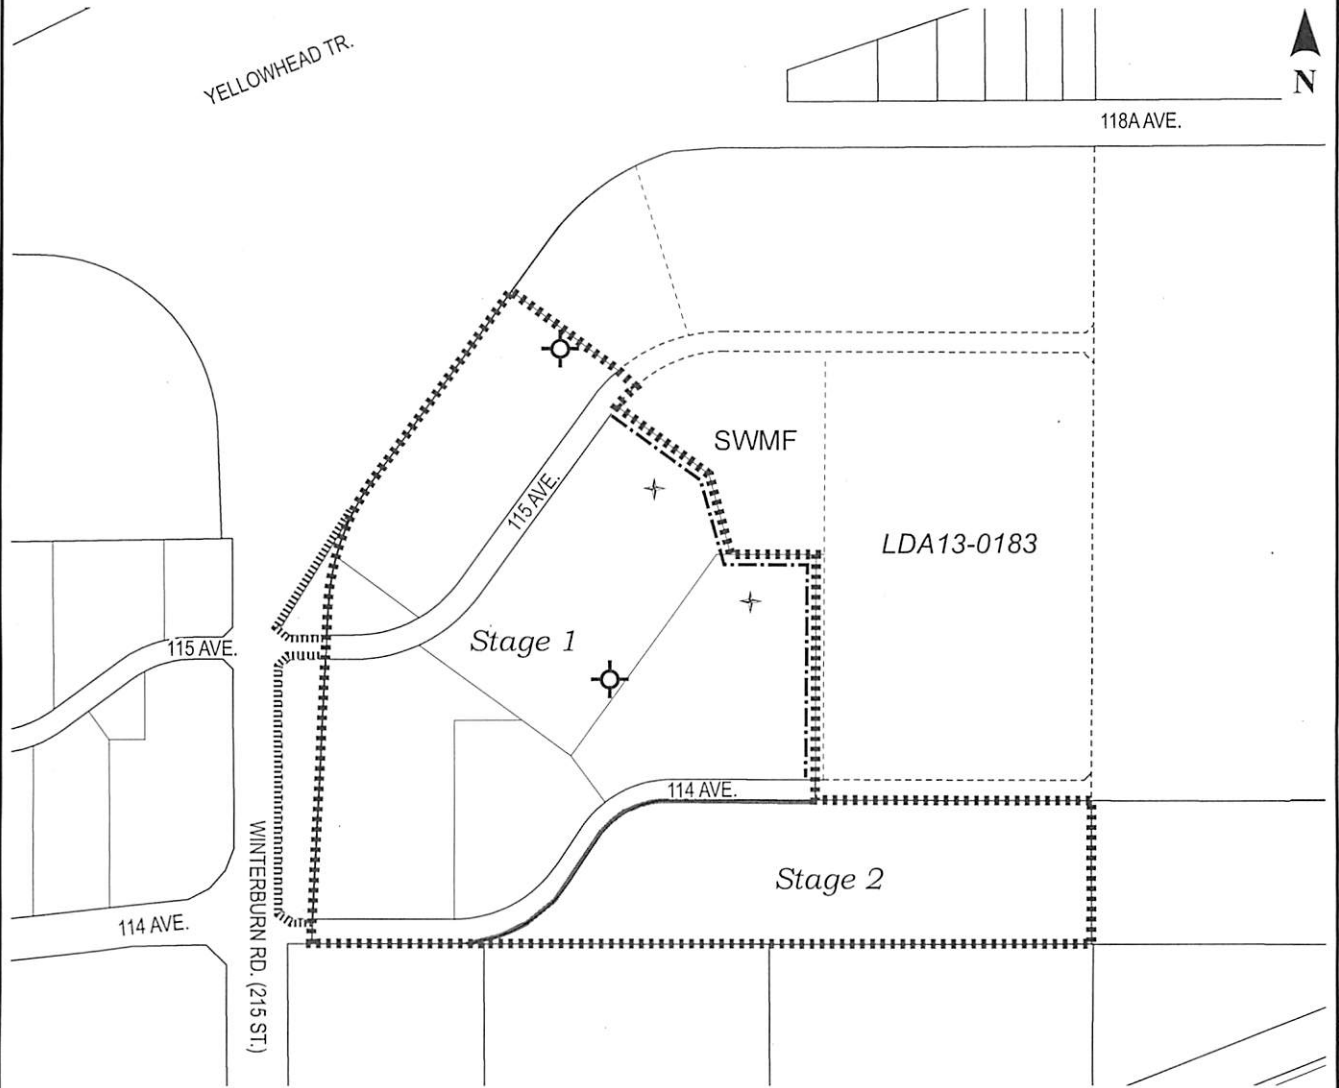 YELLOWHEAD TR.
N
118A AVE.
SWMF
115 AVE.
LDA13-0183
Stage 1
115 AVE.
114 AVE.
Stage 2
114 AVE.
WINTERBURN RD. (215 ST.)